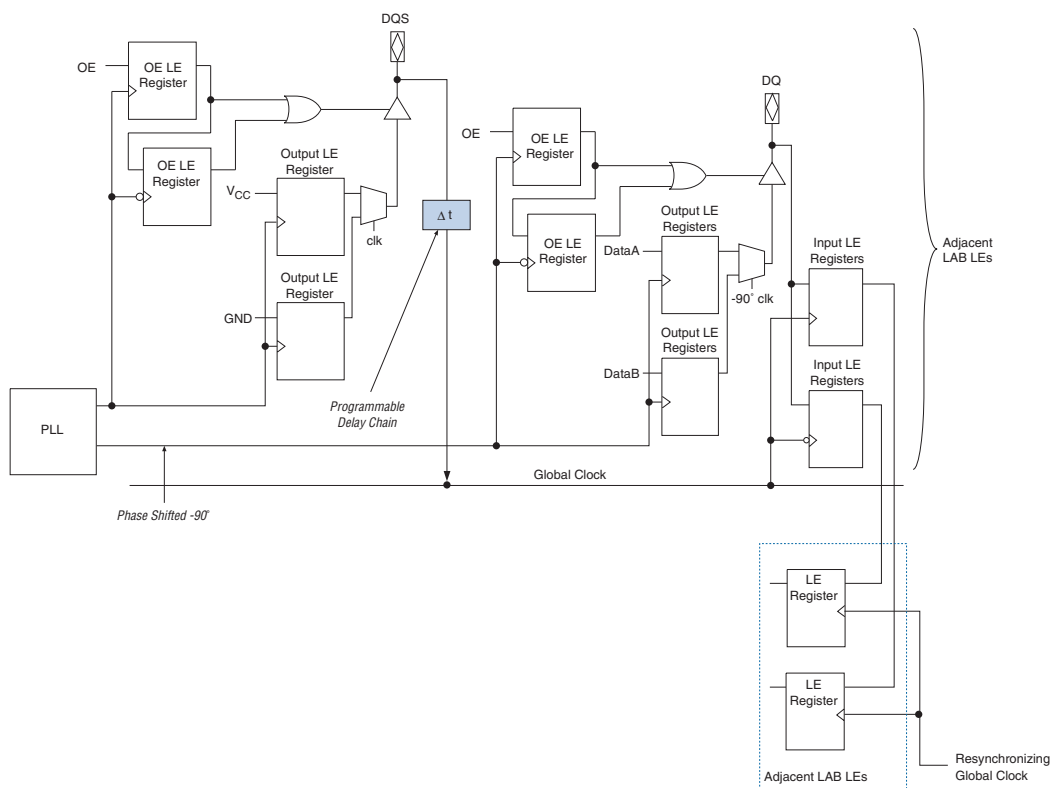 DQS
OE
OE LE
Register
OE LE
Register
Output LE
Register
VCC
clk
Output LE
Register
GND
Δ t
Programmable
Delay Chain
PLL
Phase Shifted -90°
Global Clock
DQ
OE
OE LE
Register
OE LE
Register
Output LE
Registers
DataA
-90° clk
Output LE
Registers
DataB
Input LE
Registers
Input LE
Registers
Adjacent
LAB LEs
LE
Register
LE
Register
Adjacent LAB LEs
Resynchronizing
Global Clock